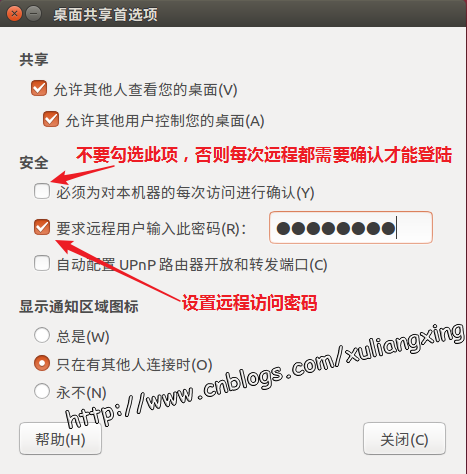 桌面共享首选项
共享
允许其他人查看您的桌面(V)
允许其他用户控制您的桌面(A)
不要勾选此项，否则每次远程都需要确认才能登陆
安全
必须为对本机器的每次访问进行确认(Y)
要求远程用户输入此密码(R)： ●●●●●●●●
自动配置 UPnP 路由器开放和转发端口(C)
设置远程访问密码
显示通知区域图标
总是(W)
只在有其他人连接时(O)
永不(N)
http://www.cnblogs.com/xuliangxing
帮助(H) 关闭(C)